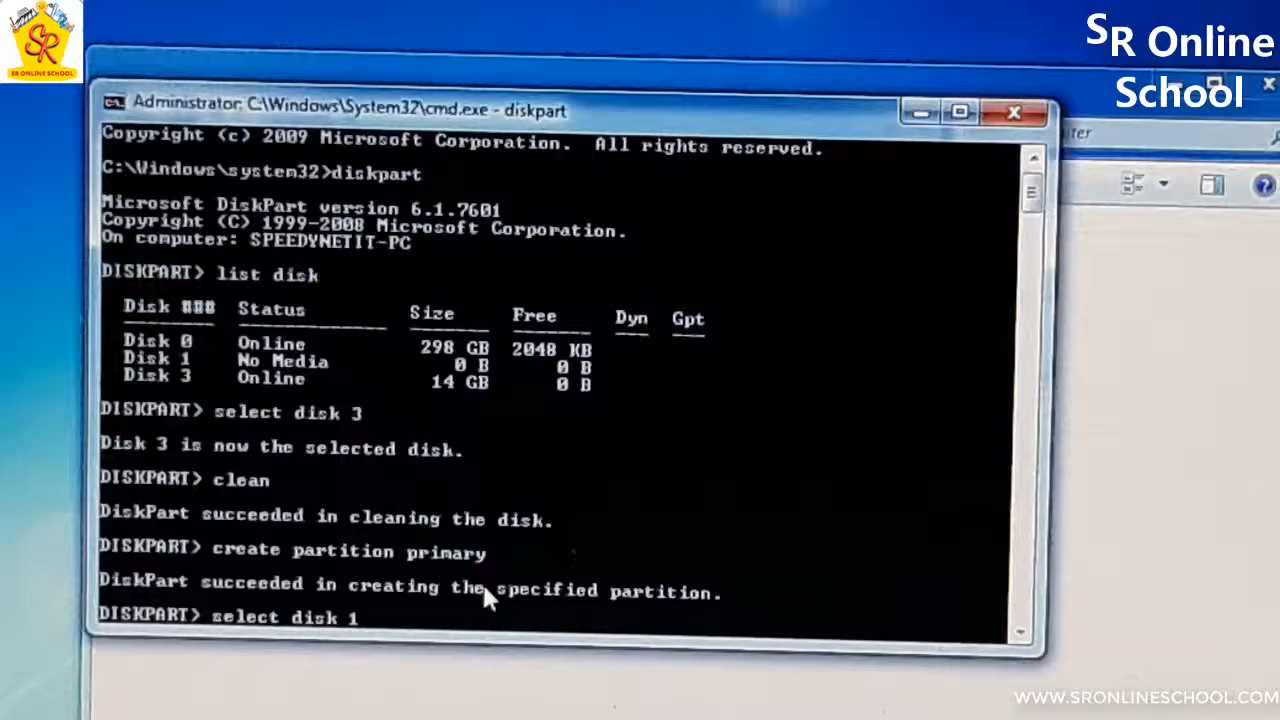 SR
SR ONLINE SCHOOL
SR Online
School
Administrator: C:\Windows\System32\cmd.exe - diskpart
Copyright (c) 2009 Microsoft Corporation.  All rights reserved.
C:\Windows\system32>diskpart
Microsoft DiskPart version 6.1.7601
Copyright (C) 1999-2008 Microsoft Corporation.
On computer: SPEEDYNETIT-PC
DISKPART> list disk
Disk ###  Status  Size  Free  Dyn  Gpt
Disk 0  Online  298 GB  2048 KB
Disk 1  No Media  0 B  0 B
Disk 3  Online  14 GB  0 B
DISKPART> select disk 3
Disk 3 is now the selected disk.
DISKPART> clean
DiskPart succeeded in cleaning the disk.
DISKPART> create partition primary
DiskPart succeeded in creating the specified partition.
DISKPART> select disk 1
WWW.SRONLINESCHOOL.COM